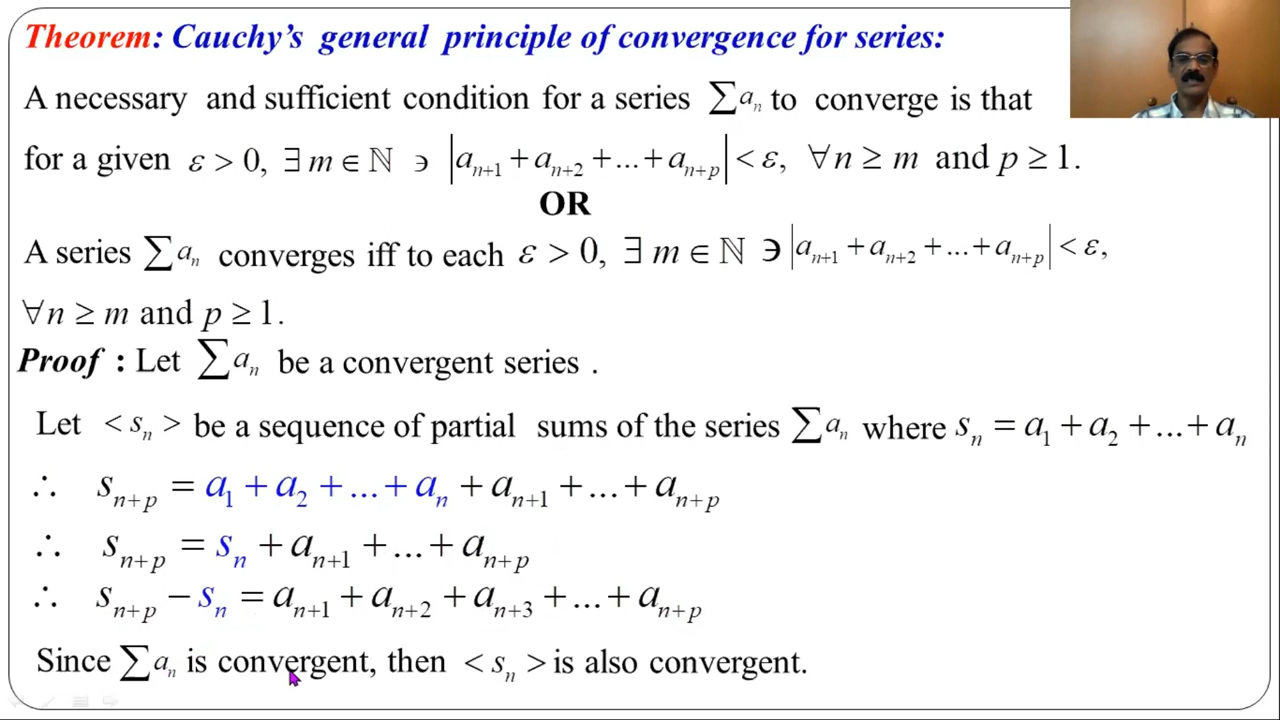 Theorem: Cauchy's general principle of convergence for series:
A necessary and sufficient condition for a series ∑aₙ to converge is that
for a given ε > 0, ∃ m ∈ ℕ ∍ |aₙ₊₁ + aₙ₊₂ + ... + aₙ₊ₚ| < ε, ∀n ≥ m and p ≥ 1.
OR
A series ∑aₙ converges iff to each ε > 0, ∃ m ∈ ℕ ∍ |aₙ₊₁ + aₙ₊₂ + ... + aₙ₊ₚ| < ε,
∀n ≥ m and p ≥ 1.
Proof : Let ∑aₙ be a convergent series .
Let < sₙ > be a sequence of partial sums of the series ∑aₙ where sₙ = a₁ + a₂ + ... + aₙ
∴ sₙ₊ₚ = a₁ + a₂ + ... + aₙ + aₙ₊₁ + ... + aₙ₊ₚ
∴ sₙ₊ₚ = sₙ + aₙ₊₁ + ... + aₙ₊ₚ
∴ sₙ₊ₚ − sₙ = aₙ₊₁ + aₙ₊₂ + aₙ₊₃ + ... + aₙ₊ₚ
Since ∑aₙ is convergent, then < sₙ > is also convergent.